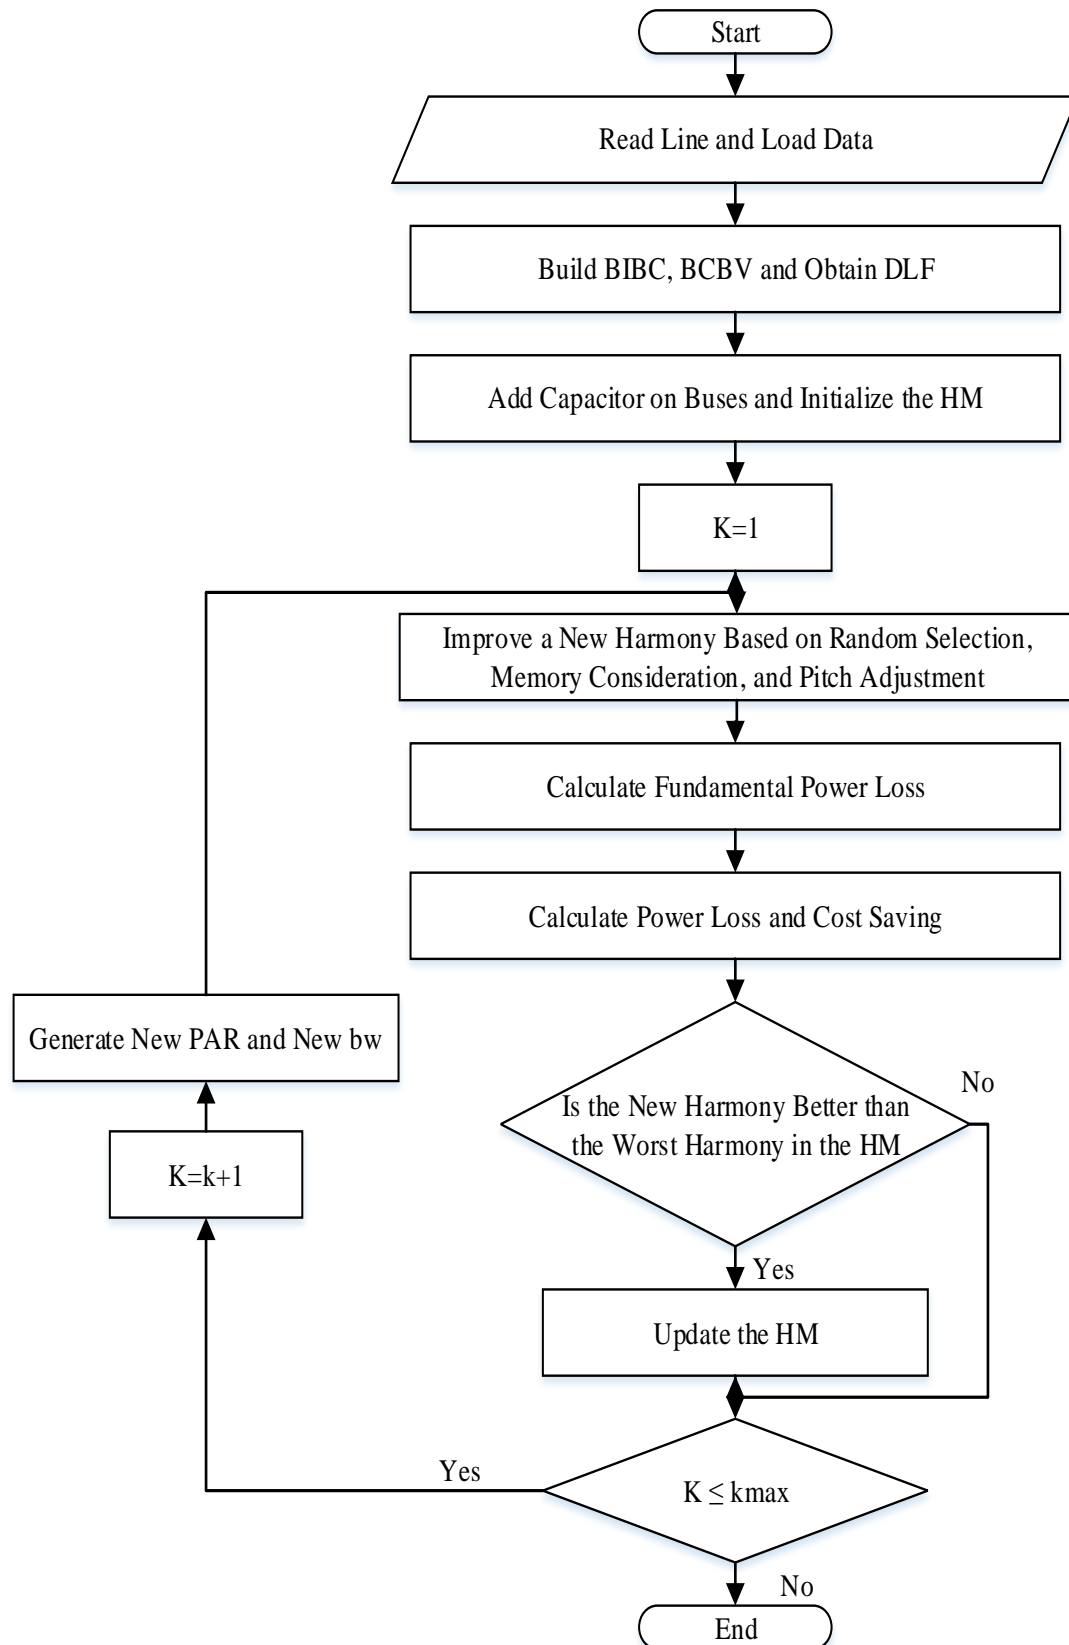 Start
Read Line and Load Data
Build BIBC, BCBV and Obtain DLF
Add Capacitor on Buses and Initialize the HM
K=1
Improve a New Harmony Based on Random Selection,
Memory Consideration, and Pitch Adjustment
Calculate Fundamental Power Loss
Calculate Power Loss and Cost Saving
Generate New PAR and New bw
No
Is the New Harmony Better than
the Worst Harmony in the HM
K=k+1
Yes
Update the HM
Yes
K ≤ kmax
No
End